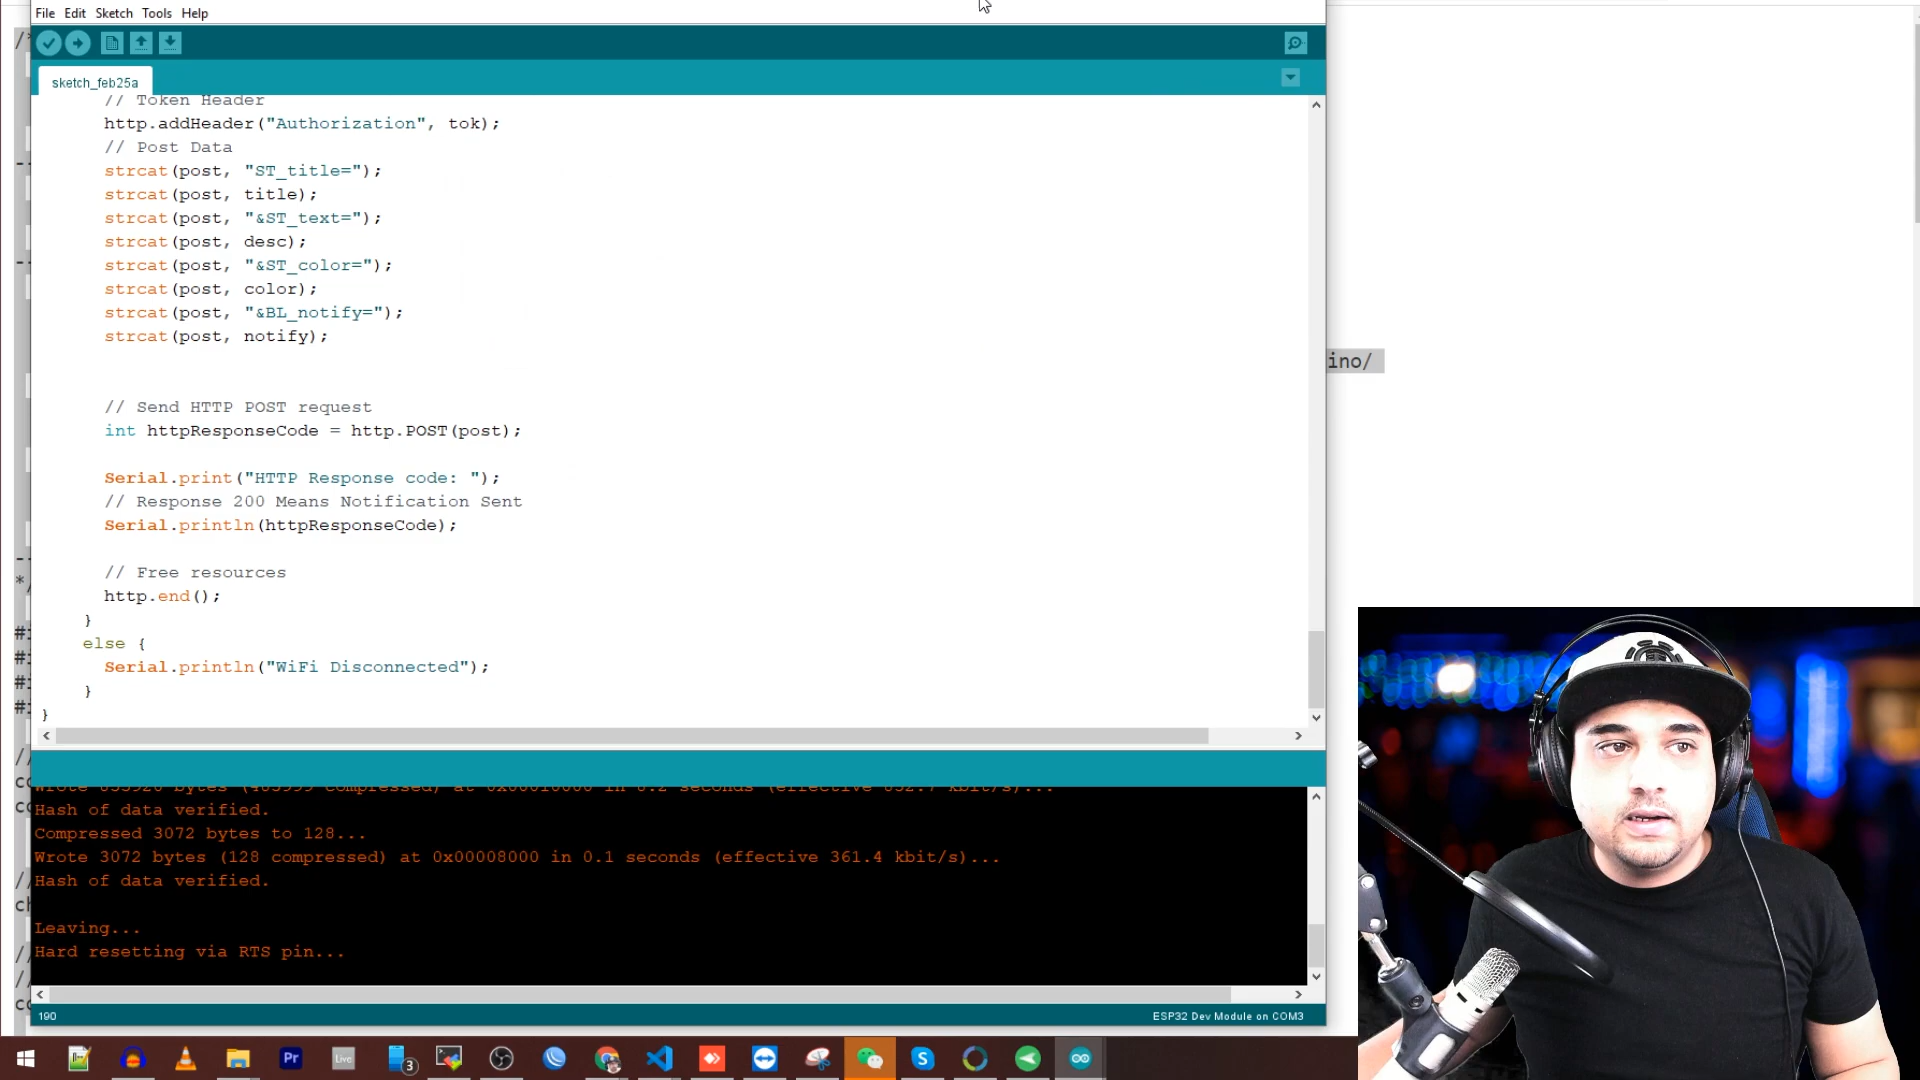 File Edit Sketch Tools Help
sketch_feb25a
// Token Header
http.addHeader("Authorization", tok);
// Post Data
strcat(post, "ST_title=");
strcat(post, title);
strcat(post, "&ST_text=");
strcat(post, desc);
strcat(post, "&ST_color=");
strcat(post, color);
strcat(post, "&BL_notify=");
strcat(post, notify);
// Send HTTP POST request
int httpResponseCode = http.POST(post);
Serial.print("HTTP Response code: ");
// Response 200 Means Notification Sent
Serial.println(httpResponseCode);
// Free resources
http.end();
}
else {
Serial.println("WiFi Disconnected");
}
}
ino/
Hash of data verified.
Compressed 3072 bytes to 128...
Wrote 3072 bytes (128 compressed) at 0x00008000 in 0.1 seconds (effective 361.4 kbit/s)...
Hash of data verified.
Leaving...
Hard resetting via RTS pin...
190
ESP32 Dev Module on COM3
Pr
Live
3
S